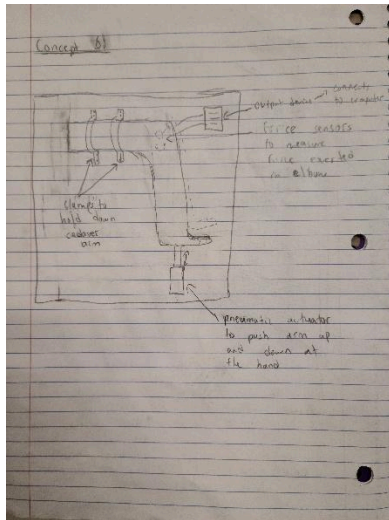 Concept 61
output device → connects
to computer
Force sensors
to measure
force exerted
on elbow
Clamps to
hold down
cadaver
arm
pneumatic actuator
to push arm up
and down at
the hand